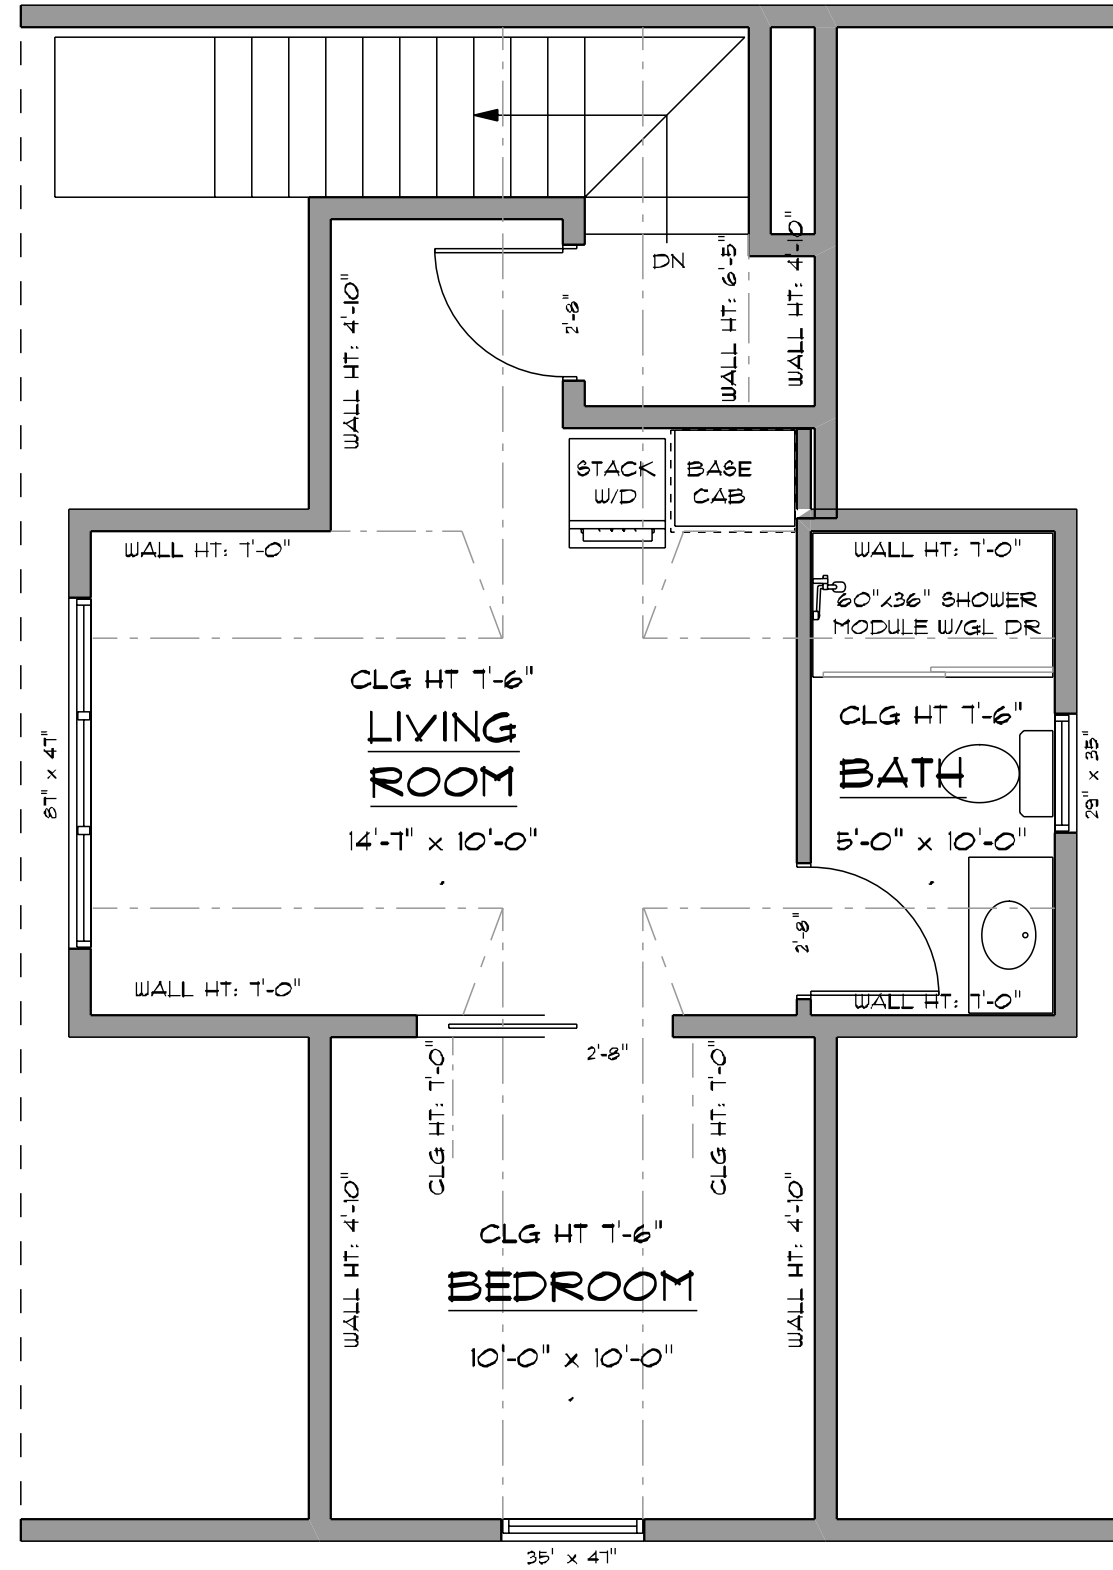 DN
WALL HT: 4'-10"
2'-8"
WALL HT: 6'-5"
WALL HT: 4'-10"
STACK
W/D
BASE
CAB
WALL HT: 7'-0"
WALL HT: 7'-0"
60"x36" SHOWER
MODULE W/GL DR
CLG HT 7'-6"
LIVING
ROOM
14'-7" x 10'-0"
87" x 47"
CLG HT 7'-6"
BATH
5'-0" x 10'-0"
29" x 35"
2'-8"
WALL HT: 7'-0"
WALL HT: 7'-0"
2'-8"
CLG HT: 7'-0"
CLG HT: 7'-0"
WALL HT: 4'-10"
WALL HT: 4'-10"
CLG HT 7'-6"
BEDROOM
10'-0" x 10'-0"
35' x 47"